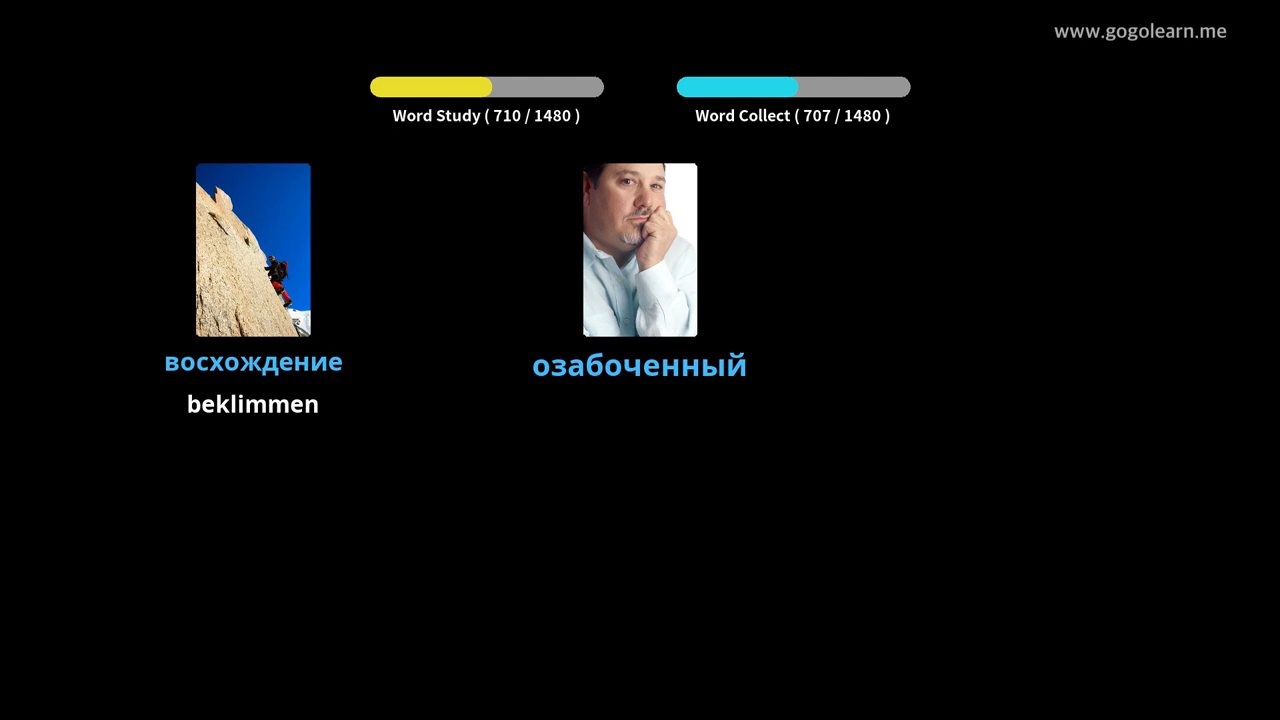 www.gogolearn.me
Word Study ( 710 / 1480 )
Word Collect ( 707 / 1480 )
восхождение
beklimmen
озабоченный